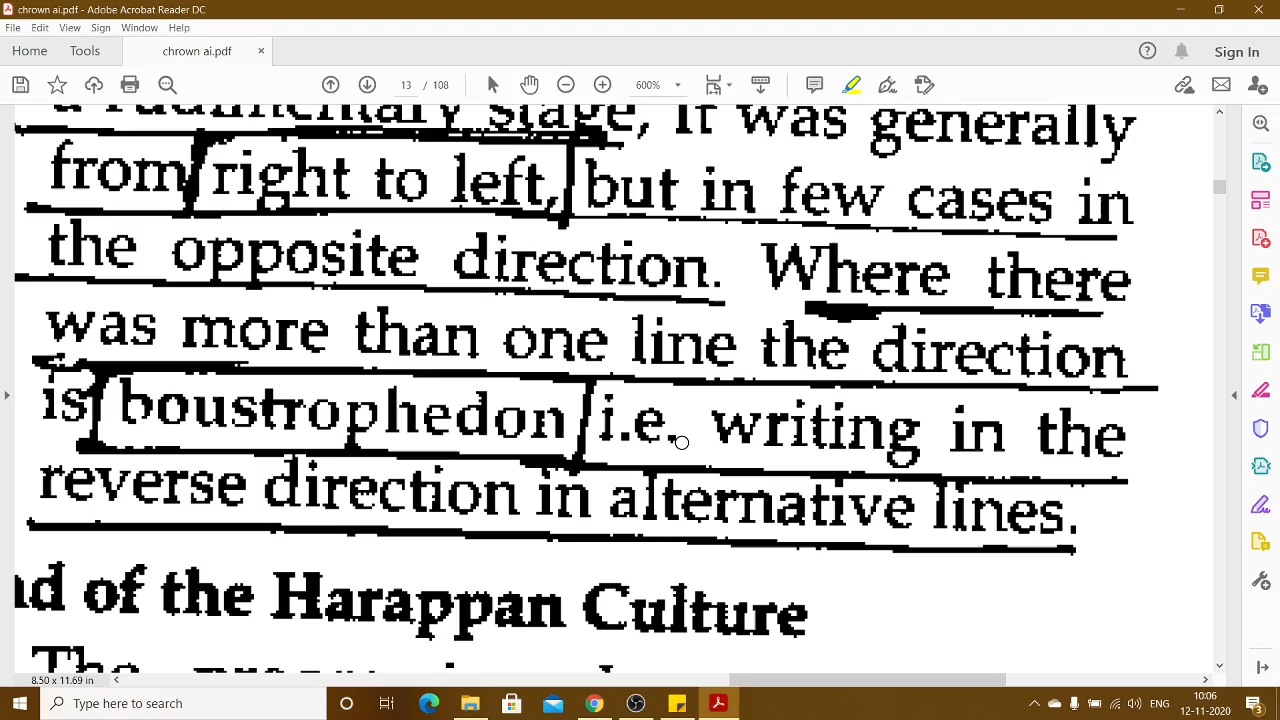 chrown ai.pdf - Adobe Acrobat Reader DC
File Edit View Sign Window Help
Home Tools chrown ai.pdf × Sign In
13 / 108 600%
a rudimentary stage, it was generally
from right to left, but in few cases in
the opposite direction. Where there
was more than one line the direction
is boustrophedon i.e. writing in the
reverse direction in alternative lines.
of the Harappan Culture
The
8.50 x 11.69 in
Type here to search
ENG
10:06
12-11-2020
3